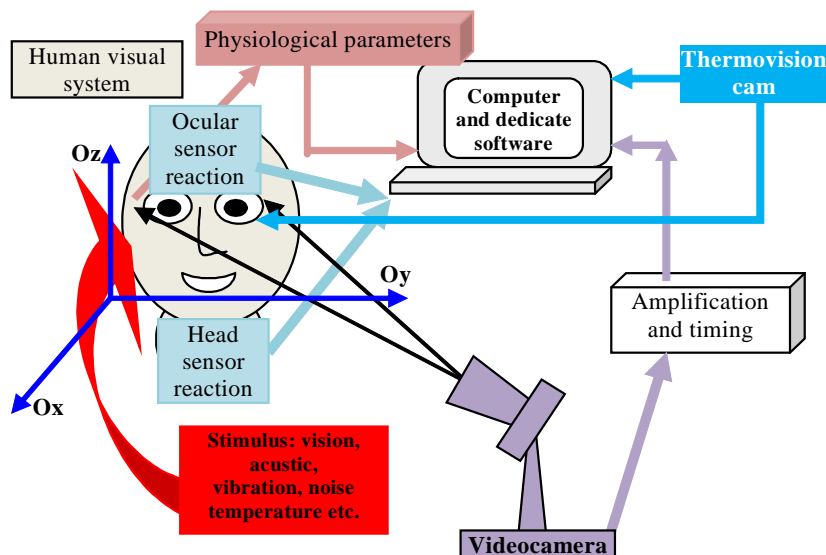 Human visual
system
Physiological parameters
Thermovision
cam
Computer
and dedicate
software
Ocular
sensor
reaction
Oz
Oy
Ox
Head
sensor
reaction
Amplification
and timing
Stimulus: vision,
acustic,
vibration, noise
temperature etc.
Videocamera